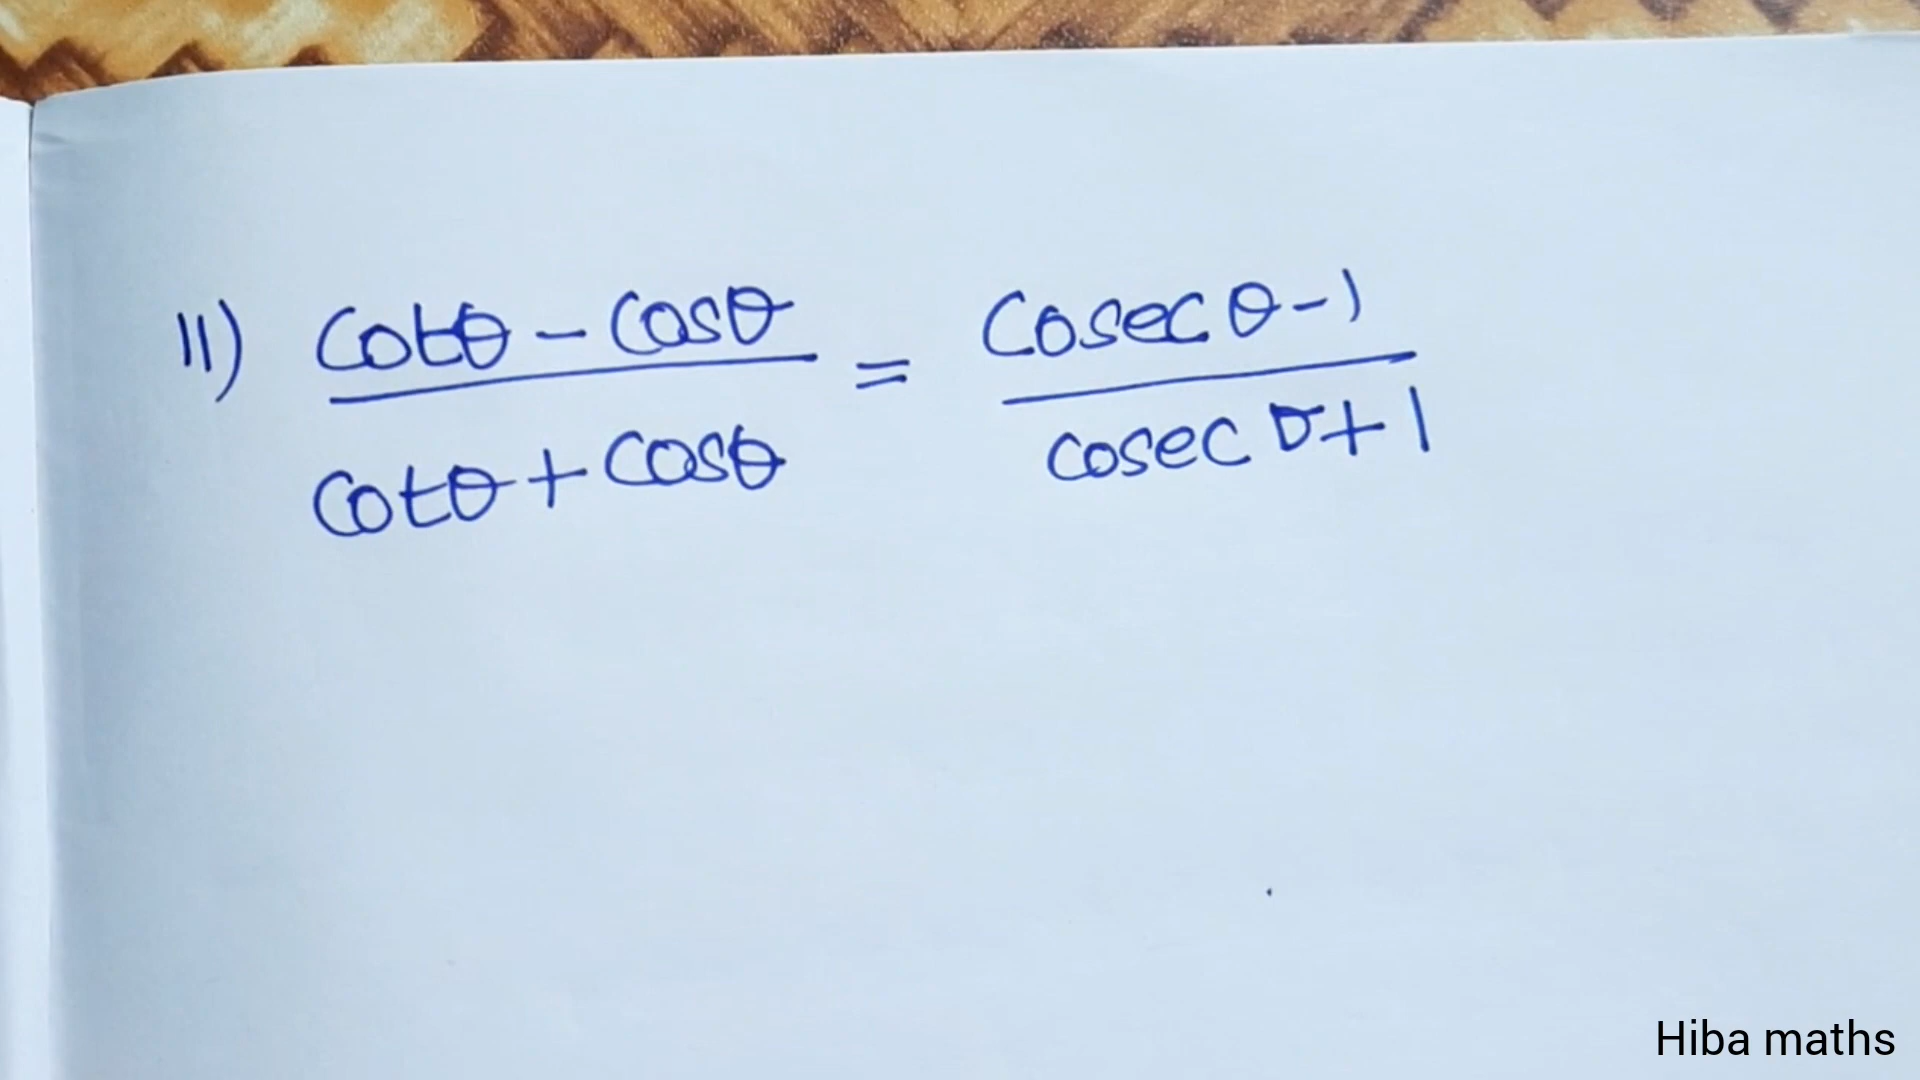 11) Cotθ - Cosθ / Cotθ + Cosθ = Cosec θ - 1 / Cosec θ + 1
Hiba maths